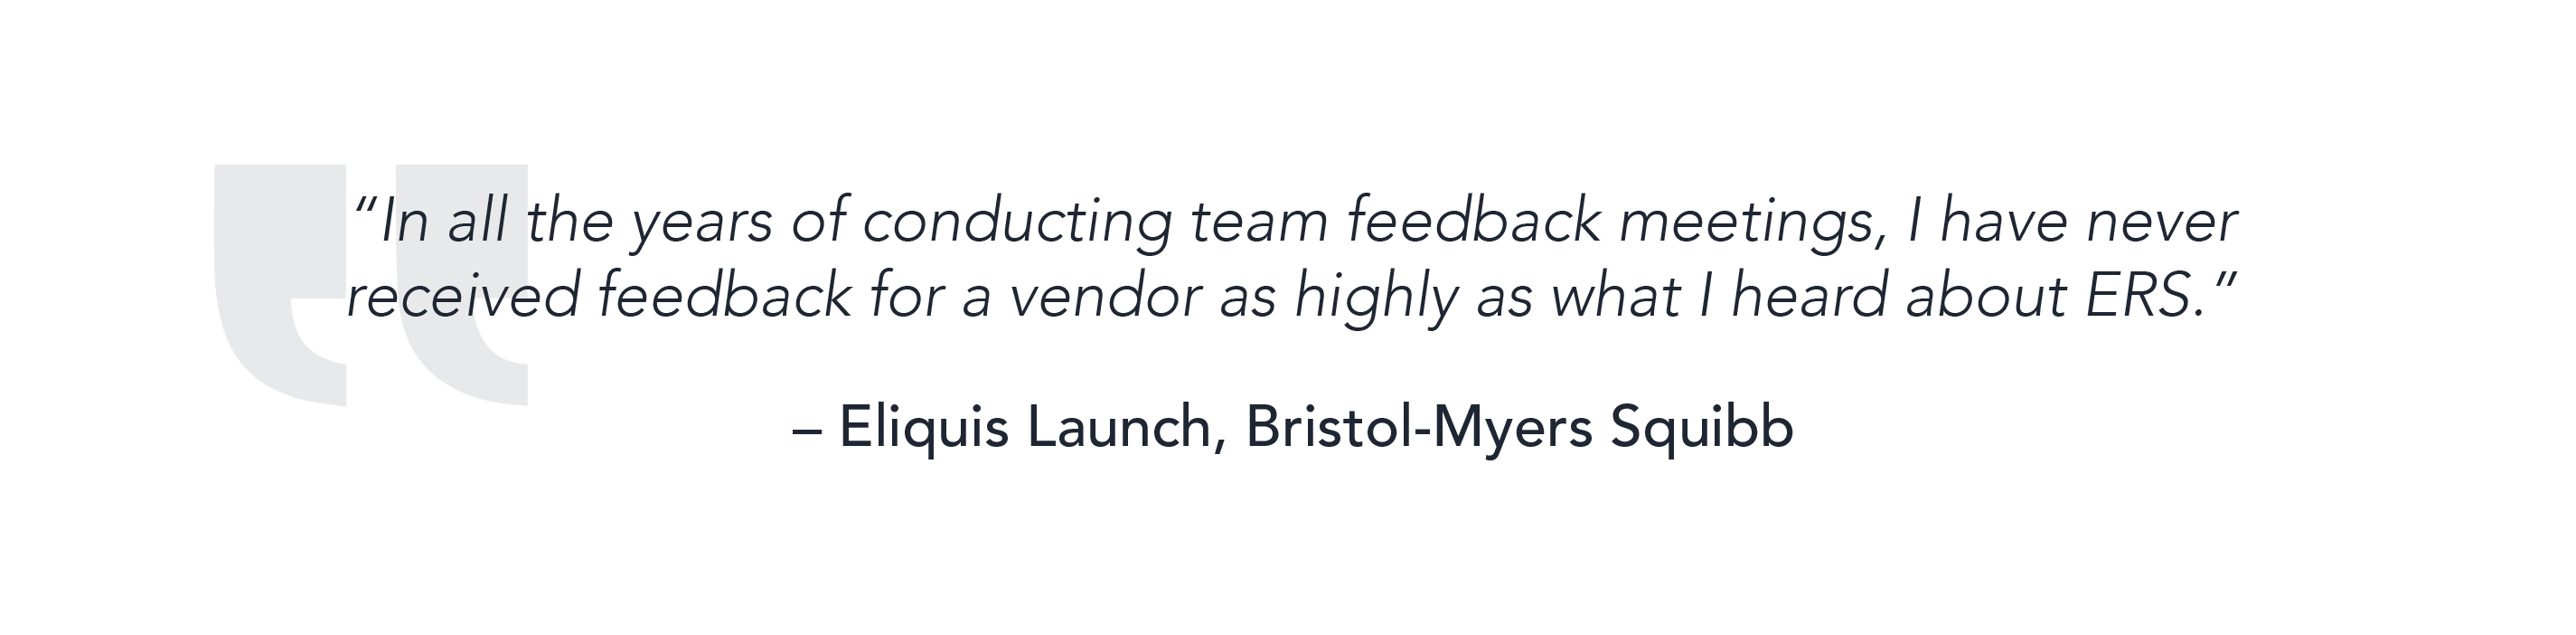 “In all the years of conducting team feedback meetings, I have never
received feedback for a vendor as highly as what I heard about ERS.”
– Eliquis Launch, Bristol-Myers Squibb